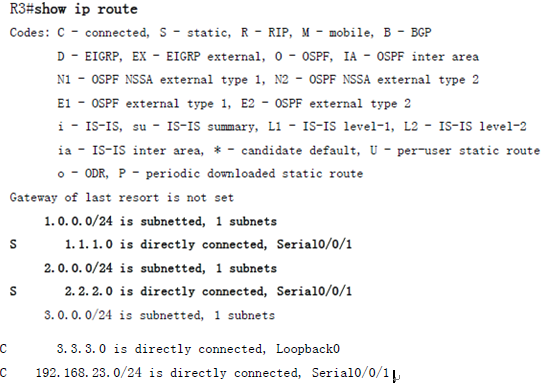 R3#show ip route
Codes: C - connected, S - static, R - RIP, M - mobile, B - BGP
D - EIGRP, EX - EIGRP external, O - OSPF, IA - OSPF inter area
N1 - OSPF NSSA external type 1, N2 - OSPF NSSA external type 2
E1 - OSPF external type 1, E2 - OSPF external type 2
i - IS-IS, su - IS-IS summary, L1 - IS-IS level-1, L2 - IS-IS level-2
ia - IS-IS inter area, * - candidate default, U - per-user static route
o - ODR, P - periodic downloaded static route
Gateway of last resort is not set
1.0.0.0/24 is subnetted, 1 subnets
S 1.1.1.0 is directly connected, Serial0/0/1
2.0.0.0/24 is subnetted, 1 subnets
S 2.2.2.0 is directly connected, Serial0/0/1
3.0.0.0/24 is subnetted, 1 subnets
C 3.3.3.0 is directly connected, Loopback0
C 192.168.23.0/24 is directly connected, Serial0/0/1